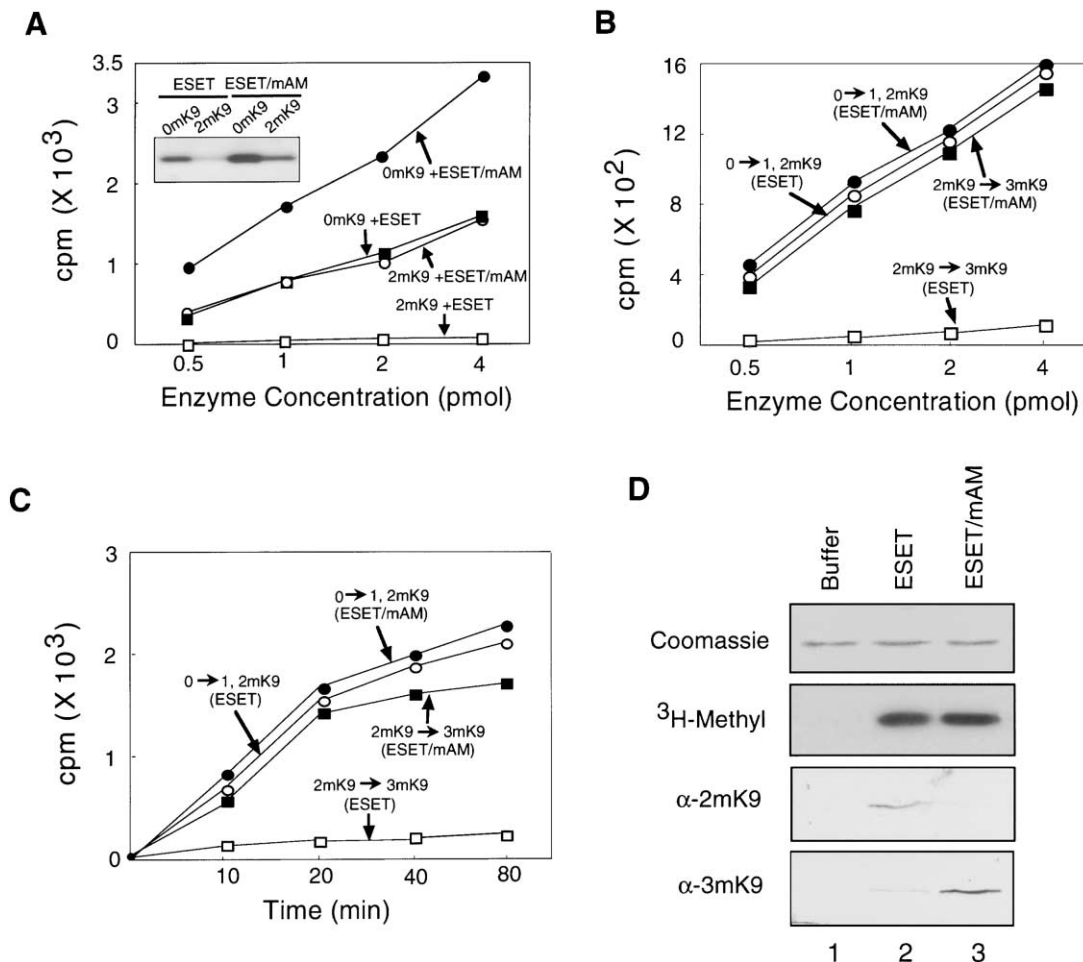 A
cpm (X 10³)
3.5
3
2
1
0
ESET ESET/mAM
0mK9 2mK9 0mK9 2mK9
0mK9 +ESET/mAM
0mK9 +ESET
2mK9 +ESET/mAM
2mK9 +ESET
0.5 1 2 4
Enzyme Concentration (pmol)
B
cpm (X 10²)
16
12
8
4
0
0→1, 2mK9
(ESET/mAM)
0→1, 2mK9
(ESET)
2mK9→3mK9
(ESET/mAM)
2mK9→3mK9
(ESET)
0.5 1 2 4
Enzyme Concentration (pmol)
C
cpm (X 10³)
3
2
1
0
0→1, 2mK9
(ESET/mAM)
0→1, 2mK9
(ESET)
2mK9→3mK9
(ESET/mAM)
2mK9→3mK9
(ESET)
10 20 40 80
Time (min)
D
Buffer ESET ESET/mAM
Coomassie
³H-Methyl
α-2mK9
α-3mK9
1 2 3